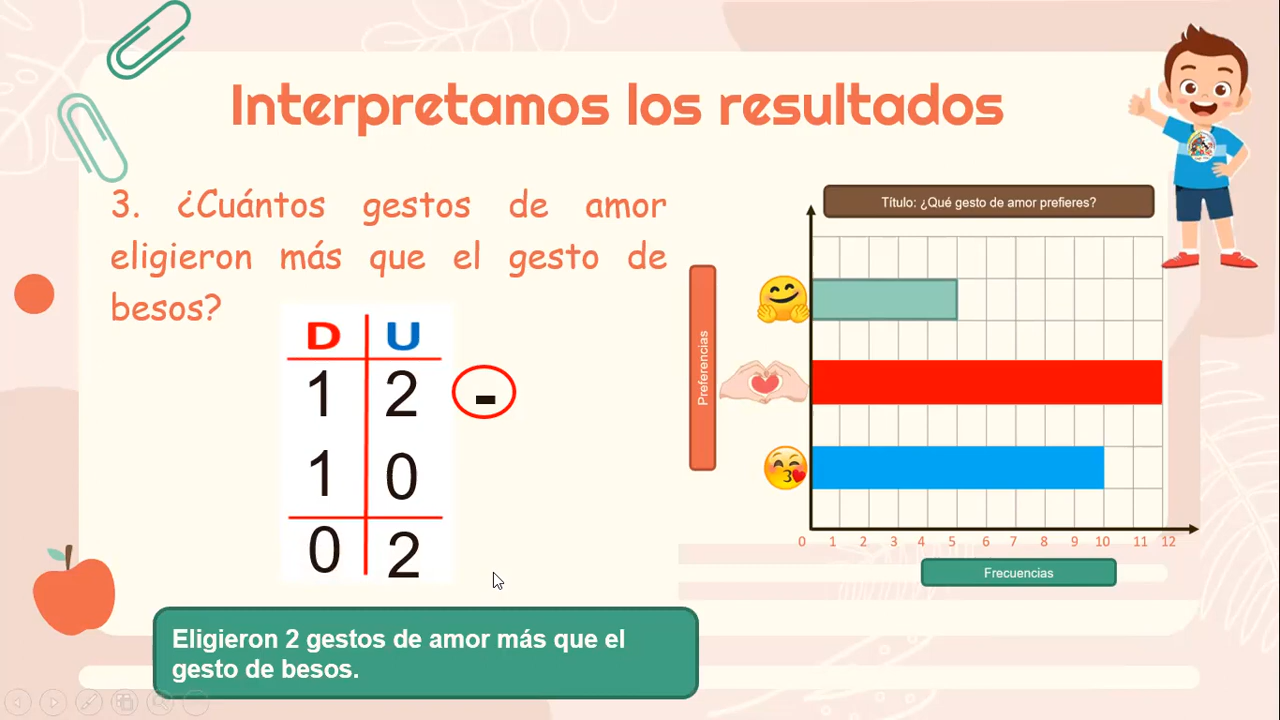 Interpretamos los resultados
3. ¿Cuántos gestos de amor
eligieron más que el gesto de
besos?
D U
1 2 -
1 0
0 2
Eligieron 2 gestos de amor más que el
gesto de besos.
Título: ¿Qué gesto de amor prefieres?
Preferencias
0 1 2 3 4 5 6 7 8 9 10 11 12
Frecuencias